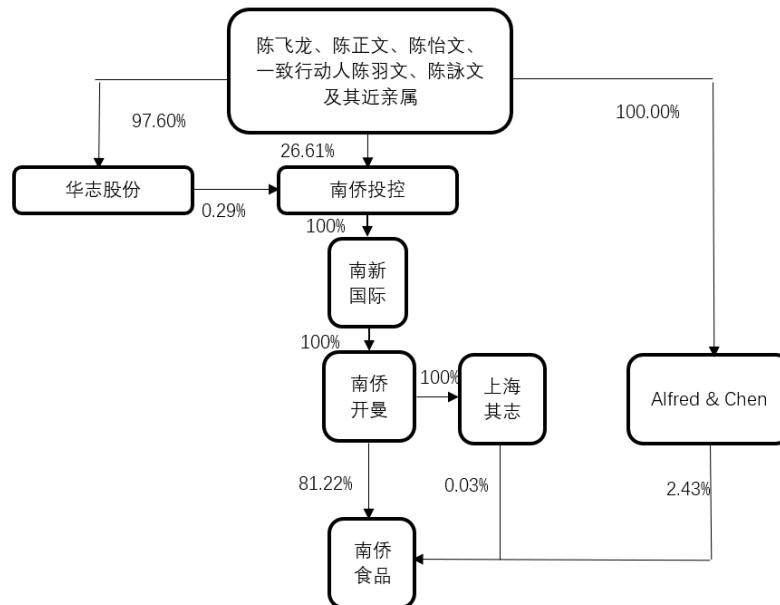 陈飞龙、陈正文、陈怡文、
一致行动人陈羽文、陈詠文
及其近亲属
97.60%
100.00%
26.61%
华志股份
南侨投控
0.29%
100%
南新
国际
100%
南侨
开曼
100%
上海
其志
Alfred & Chen
81.22%
0.03%
2.43%
南侨
食品